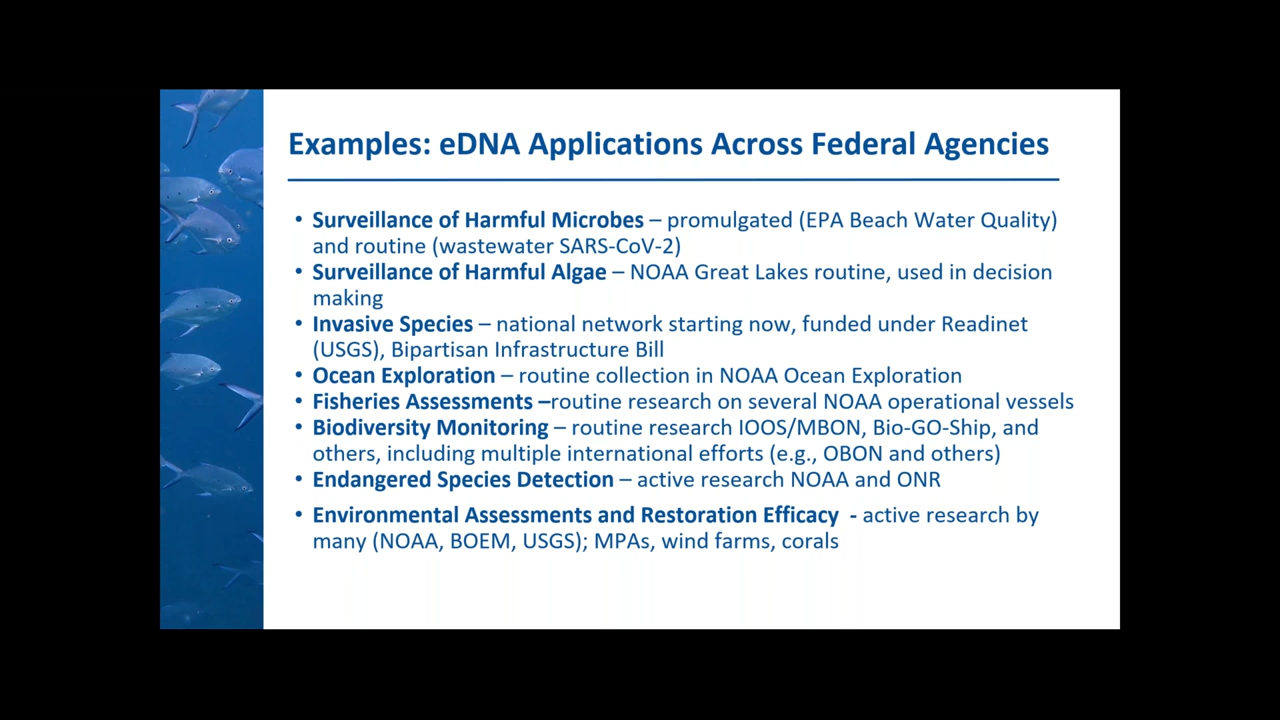 Examples: eDNA Applications Across Federal Agencies
• Surveillance of Harmful Microbes – promulgated (EPA Beach Water Quality)
and routine (wastewater SARS-CoV-2)
• Surveillance of Harmful Algae – NOAA Great Lakes routine, used in decision
making
• Invasive Species – national network starting now, funded under Readinet
(USGS), Bipartisan Infrastructure Bill
• Ocean Exploration – routine collection in NOAA Ocean Exploration
• Fisheries Assessments –routine research on several NOAA operational vessels
• Biodiversity Monitoring – routine research IOOS/MBON, Bio-GO-Ship, and
others, including multiple international efforts (e.g., OBON and others)
• Endangered Species Detection – active research NOAA and ONR
• Environmental Assessments and Restoration Efficacy - active research by
many (NOAA, BOEM, USGS); MPAs, wind farms, corals